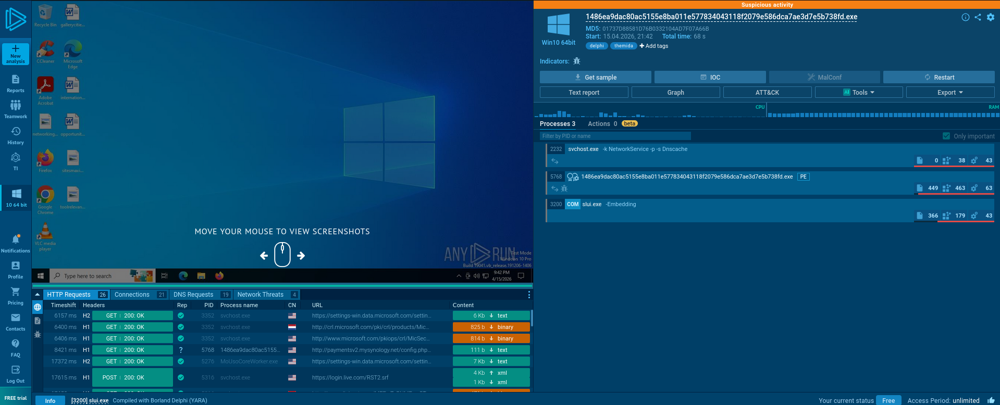 New
analysis
Reports
Teamwork
History
TI
10 64 bit
Notifications
Profile
Pricing
Contacts
FAQ
Log Out
FREE trial
Recycle Bin
gallerycitie...
CCleaner
Microsoft
Edge
Adobe
Acrobat
internation...
networking...
opportunit...
Firefox
sitesmaxi...
Google
Chrome
toolrelevan...
VLC media
player
MOVE YOUR MOUSE TO VIEW SCREENSHOTS
ANY RUN
Test Mode
Windows 10 Pro
Build 19041.vb_release.191206-1406
Type here to search
9:42 PM
4/15/2026
HTTP Requests 26 Connections 21 DNS Requests 19 Network Threats 4
Timeshift Headers Rep PID Process name CN URL Content
6157 ms H2 GET 200: OK 3352 svchost.exe https://settings-win.data.microsoft.com/settin... 6 Kb text
6400 ms H1 GET 200: OK 3352 svchost.exe http://crl.microsoft.com/pki/crl/products/Mic... 825 b binary
6406 ms H1 GET 200: OK 3352 svchost.exe http://www.microsoft.com/pkiops/crl/MicSec... 814 b binary
8421 ms H1 GET 200: OK ? 5768 1486ea9dac80ac5155... http://paymentsv2.mysynology.net/config.php... 111 b text
17372 ms H2 GET 200: OK 5276 MoUsoCoreWorker.exe https://settings-win.data.microsoft.com/settin... 7 Kb text
17615 ms H1 POST 200: OK 5316 svchost.exe https://login.live.com/RST2.srf 4 Kb xml
1 Kb xml
Info [3200] slui.exe Compiled with Borland Delphi (YARA)
Suspicious activity
Win10 64bit
1486ea9dac80ac5155e8ba011e577834043118f2079e586dca7ae3d7e5b738fd.exe
MD5: 01737D88581D76B0332104AD7F07A66B
Start: 15.04.2026, 21:42 Total time: 68 s
delphi themida Add tags
Indicators:
Get sample IOC MalConf Restart
Text report Graph ATT&CK AI Tools Export
CPU RAM
Processes 3 Actions 0 beta
Filter by PID or name Only important
2232 svchost.exe -k NetworkService -p -s Dnscache
0 38 43
5768 1486ea9dac80ac5155e8ba011e577834043118f2079e586dca7ae3d7e5b738fd.exe PE
449 463 63
3200 COM slui.exe -Embedding
366 179 43
Your current status Free Access Period: unlimited